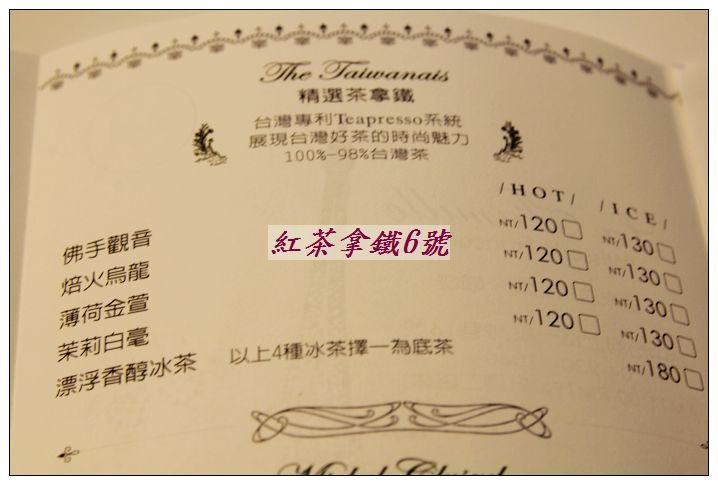 The Taiwanais
精選茶拿鐵
台灣專利Teapresso系統
展現台灣好茶的時尚魅力
100%-98%台灣茶
/HOT/ /ICE/
佛手觀音 NT/120 NT/130
焙火烏龍 NT/120 NT/130
薄荷金萱 NT/120 NT/130
茉莉白毫 NT/120 NT/130
漂浮香醇冰茶 以上4種冰茶擇一為底茶 NT/180
紅茶拿鐵6號